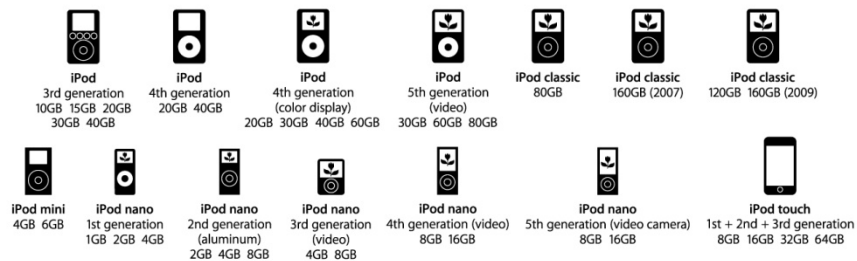 iPod
3rd generation
10GB 15GB 20GB
30GB 40GB
iPod
4th generation
20GB 40GB
iPod
4th generation
(color display)
20GB 30GB 40GB 60GB
iPod
5th generation
(video)
30GB 60GB 80GB
iPod classic
80GB
iPod classic
160GB (2007)
iPod classic
120GB 160GB (2009)
iPod mini
4GB 6GB
iPod nano
1st generation
1GB 2GB 4GB
iPod nano
2nd generation
(aluminum)
2GB 4GB 8GB
iPod nano
3rd generation
(video)
4GB 8GB
iPod nano
4th generation (video)
8GB 16GB
iPod nano
5th generation (video camera)
8GB 16GB
iPod touch
1st + 2nd + 3rd generation
8GB 16GB 32GB 64GB